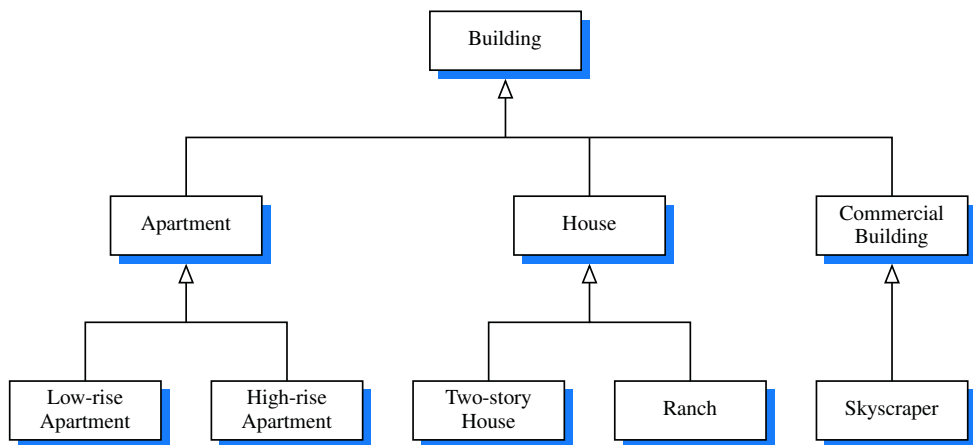 Building
Apartment
House
Commercial
Building
Low-rise
Apartment
High-rise
Apartment
Two-story
House
Ranch
Skyscraper